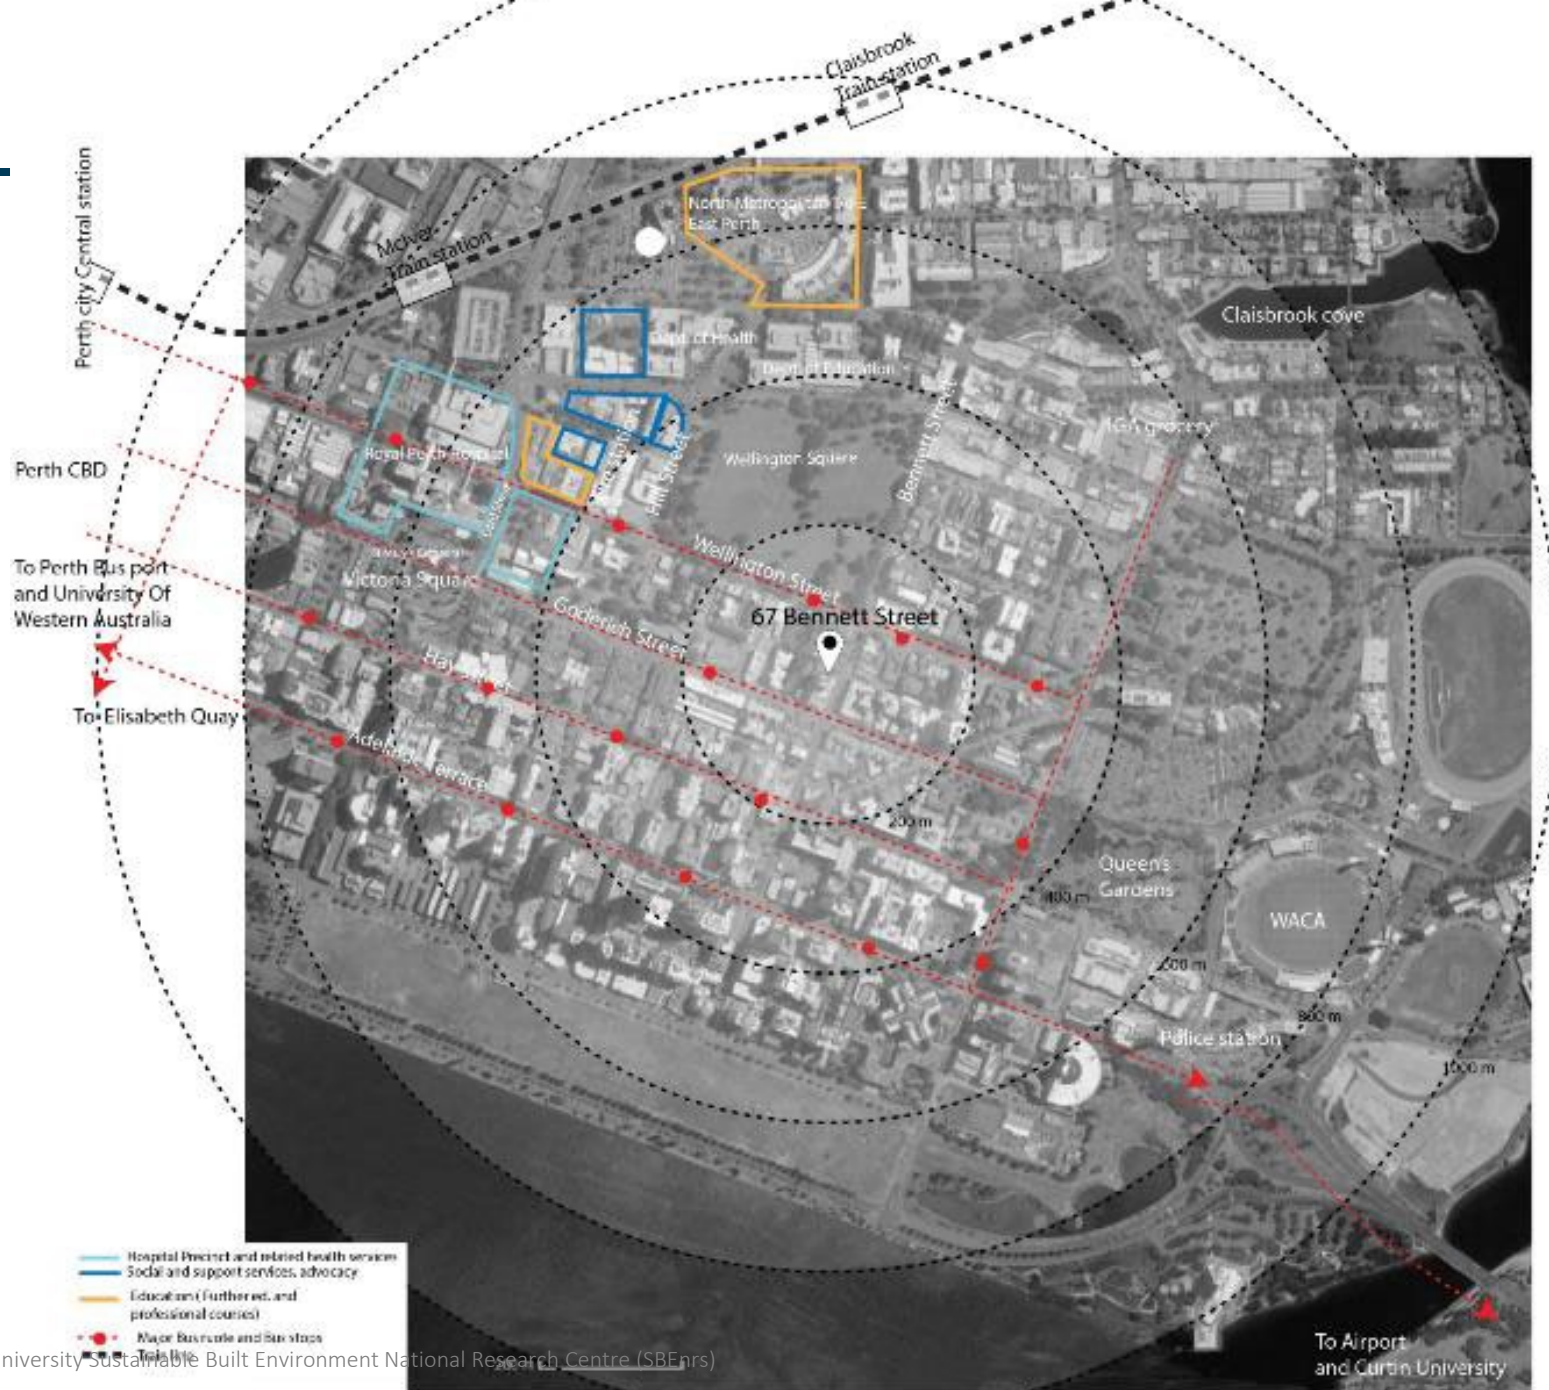 Claisbrook
Train station
Perth city Central station
McIver
Train station
North Metropolitan TAFE
East Perth
Claisbrook cove
Dept of Health
Dept of Education
IGA grocery
Perth CBD
Royal Perth Hospital
Hill Street
Wellington Square
Bennett Street
Wellington Street
To Perth Bus port
and University Of
Western Australia
Victoria Square
Goderich Street
67 Bennett Street
Hay
To Elisabeth Quay
Adelaide Terrace
200 m
400 m
Queen's
Gardens
WACA
800 m
Police station
1000 m
Hospital Precinct and related health services
Social and support services, advocacy
Education (Further ed. and
professional courses)
Major Bus route and Bus stops
Train line
niversity Sustainable Built Environment National Research Centre (SBEnrs)
To Airport
and Curtin University